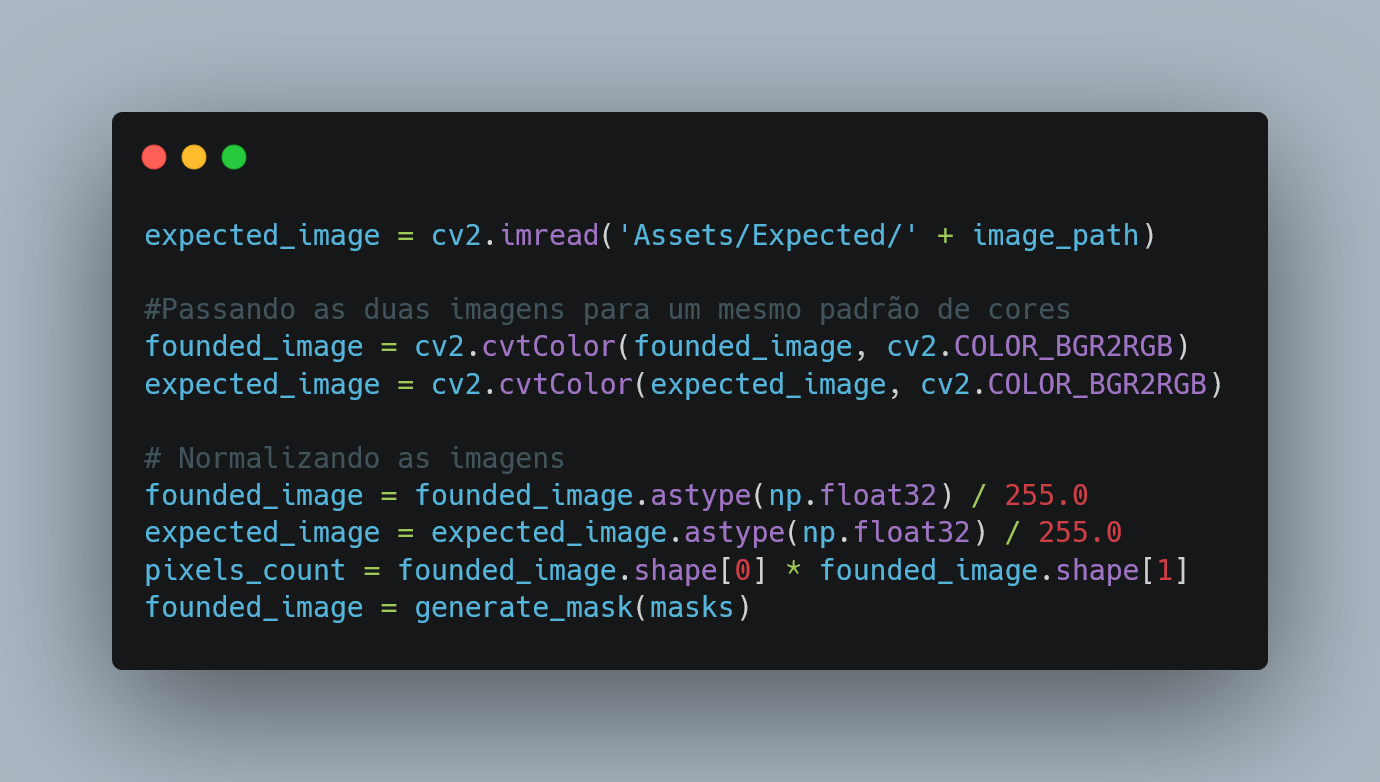 expected_image = cv2.imread('Assets/Expected/' + image_path)
#Passando as duas imagens para um mesmo padrão de cores
founded_image = cv2.cvtColor(founded_image, cv2.COLOR_BGR2RGB)
expected_image = cv2.cvtColor(expected_image, cv2.COLOR_BGR2RGB)
# Normalizando as imagens
founded_image = founded_image.astype(np.float32) / 255.0
expected_image = expected_image.astype(np.float32) / 255.0
pixels_count = founded_image.shape[0] * founded_image.shape[1]
founded_image = generate_mask(masks)